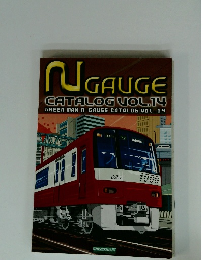 N GAUGE
CATALOG VOL.14
GREEN MAX N GAUGE CATALOG VOL. 14